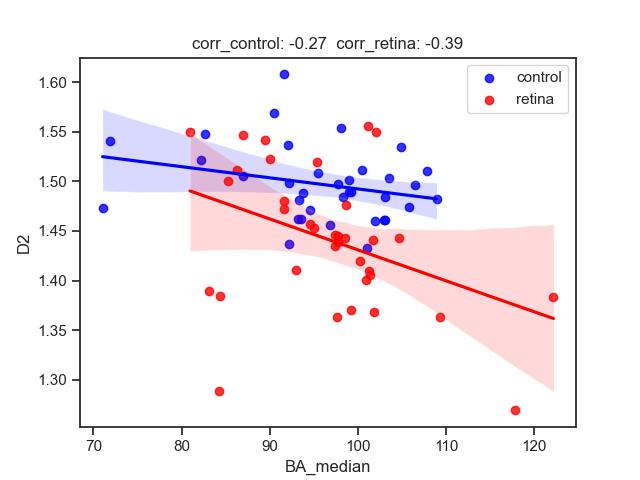 corr_control: -0.27  corr_retina: -0.39
control
retina
1.60
1.55
1.50
1.45
1.40
1.35
1.30
D2
70
80
90
100
110
120
BA_median